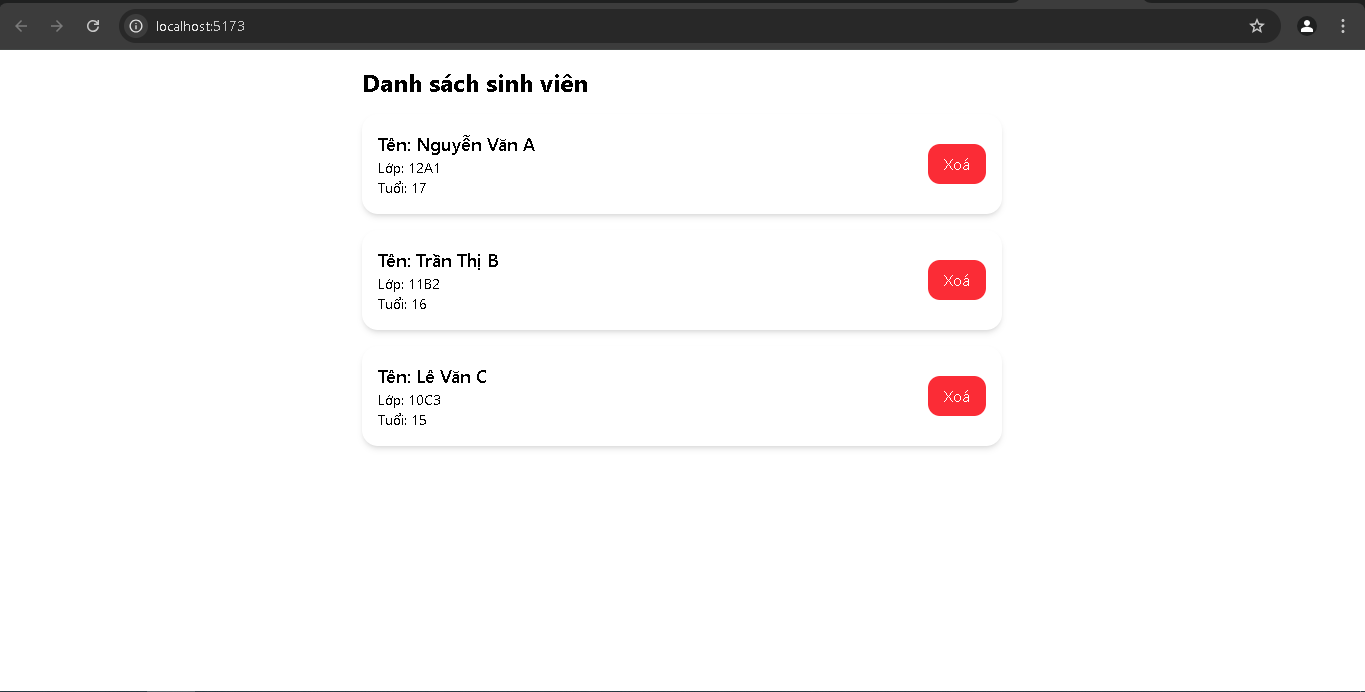 localhost:5173
Danh sách sinh viên
Tên: Nguyễn Văn A
Lớp: 12A1
Tuổi: 17
Xoá
Tên: Trần Thị B
Lớp: 11B2
Tuổi: 16
Xoá
Tên: Lê Văn C
Lớp: 10C3
Tuổi: 15
Xoá